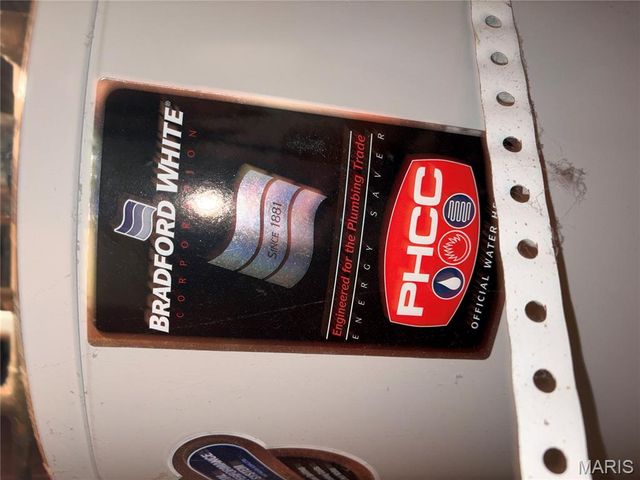 BRADFORD WHITE®
CORPORATION
SINCE 1881
Engineered for the Plumbing Trade
ENERGY SAVER
PHCC
OFFICIAL WATER
MARIS